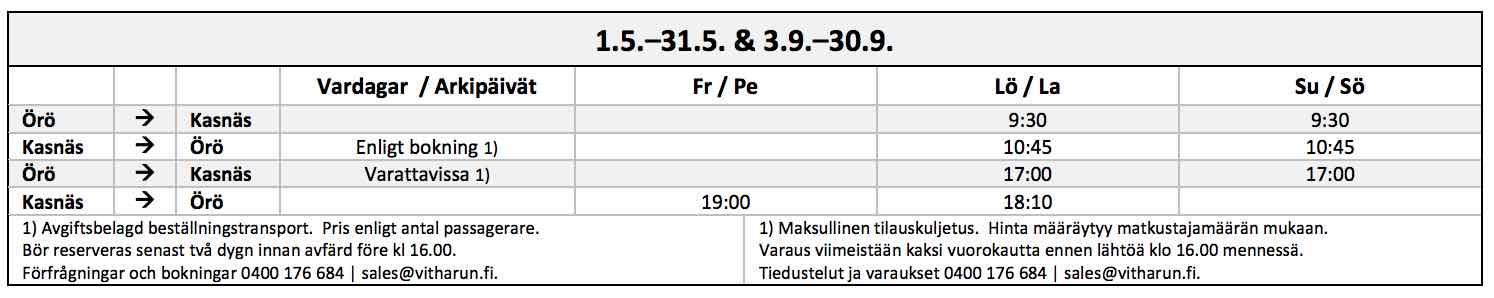 1.5.–31.5. & 3.9.–30.9.
Vardagar / Arkipäivät Fr / Pe Lö / La Su / Sö
Örö → Kasnäs 9:30 9:30
Kasnäs → Örö Enligt bokning 1) 10:45 10:45
Örö → Kasnäs Varattavissa 1) 17:00 17:00
Kasnäs → Örö 19:00 18:10
1) Avgiftsbelagd beställningstransport. Pris enligt antal passagerare.
Bör reserveras senast två dygn innan avfärd före kl 16.00.
Förfrågningar och bokningar 0400 176 684 | sales@vitharun.fi.
1) Maksullinen tilauskuljetus. Hinta määräytyy matkustajamäärän mukaan.
Varaus viimeistään kaksi vuorokautta ennen lähtöä klo 16.00 mennessä.
Tiedustelut ja varaukset 0400 176 684 | sales@vitharun.fi.